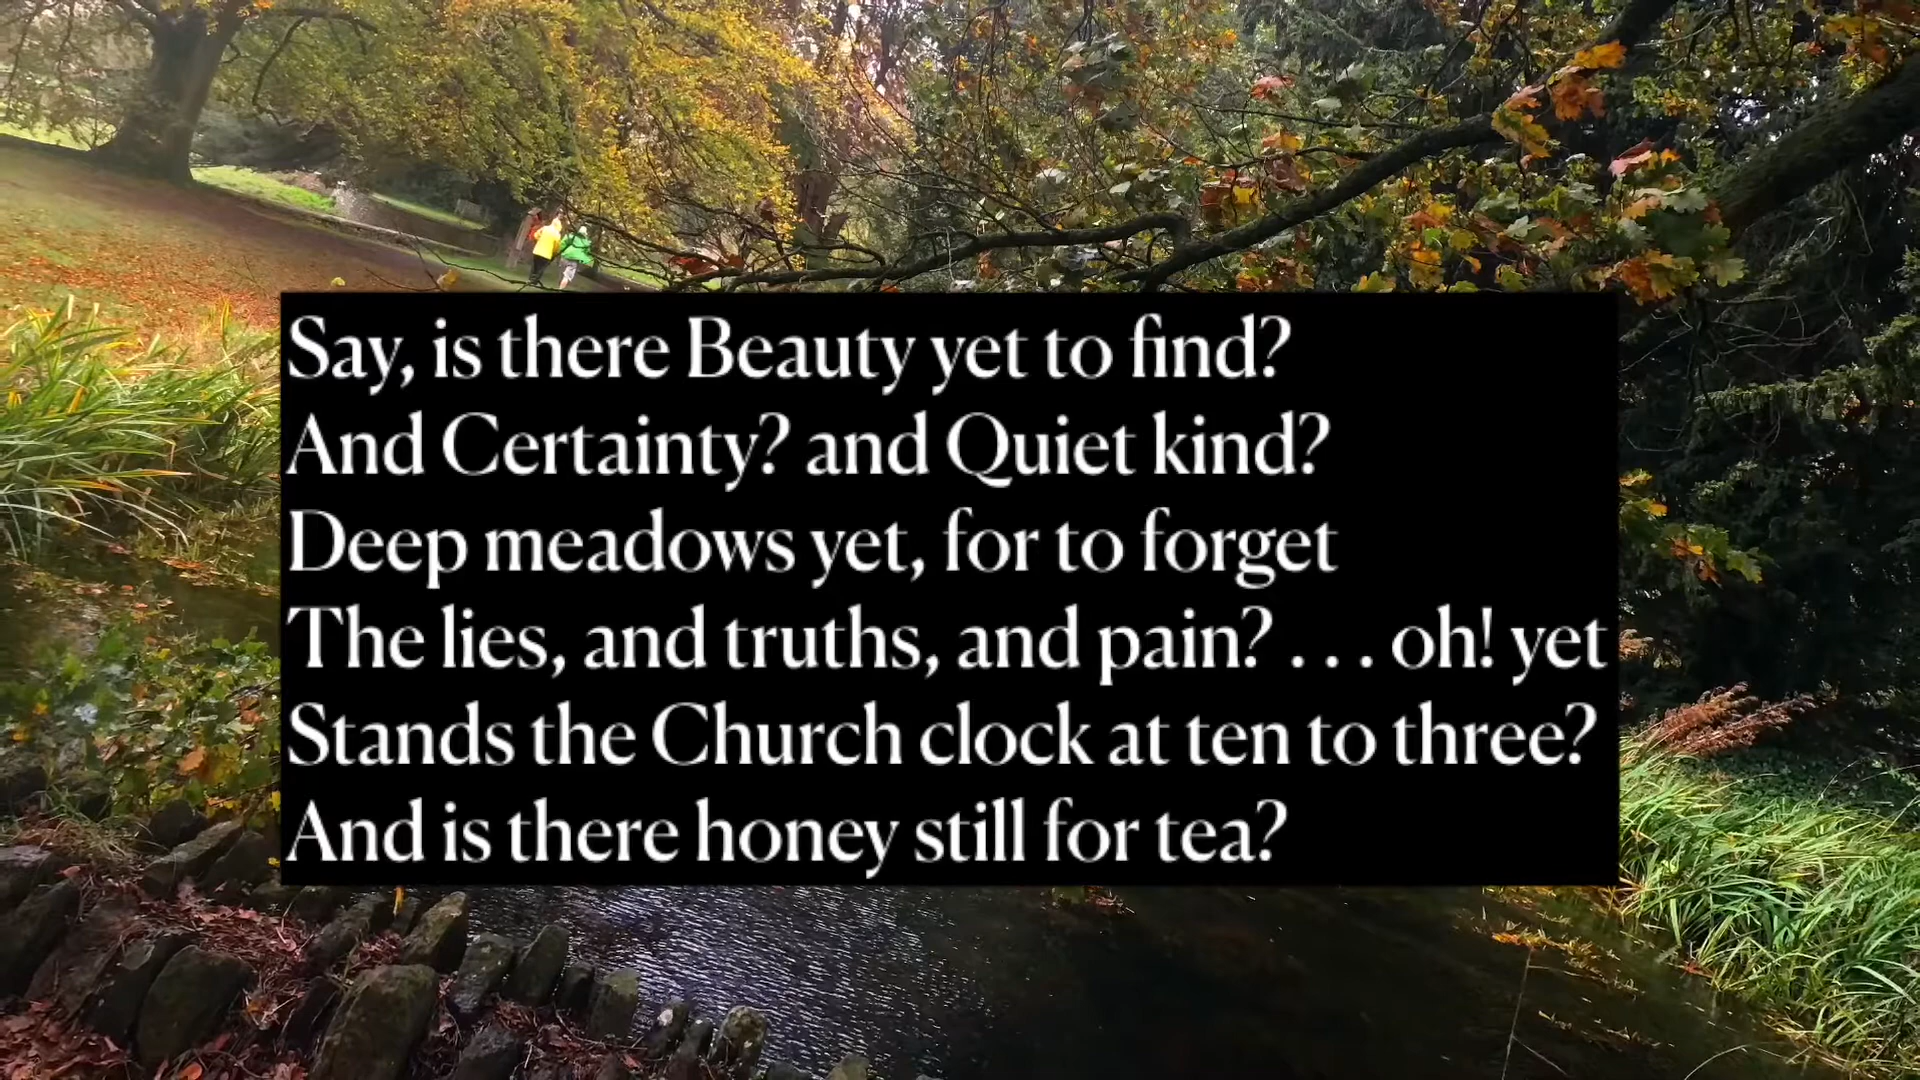 Say, is there Beauty yet to find?
And Certainty? and Quiet kind?
Deep meadows yet, for to forget
The lies, and truths, and pain? . . . oh! yet
Stands the Church clock at ten to three?
And is there honey still for tea?